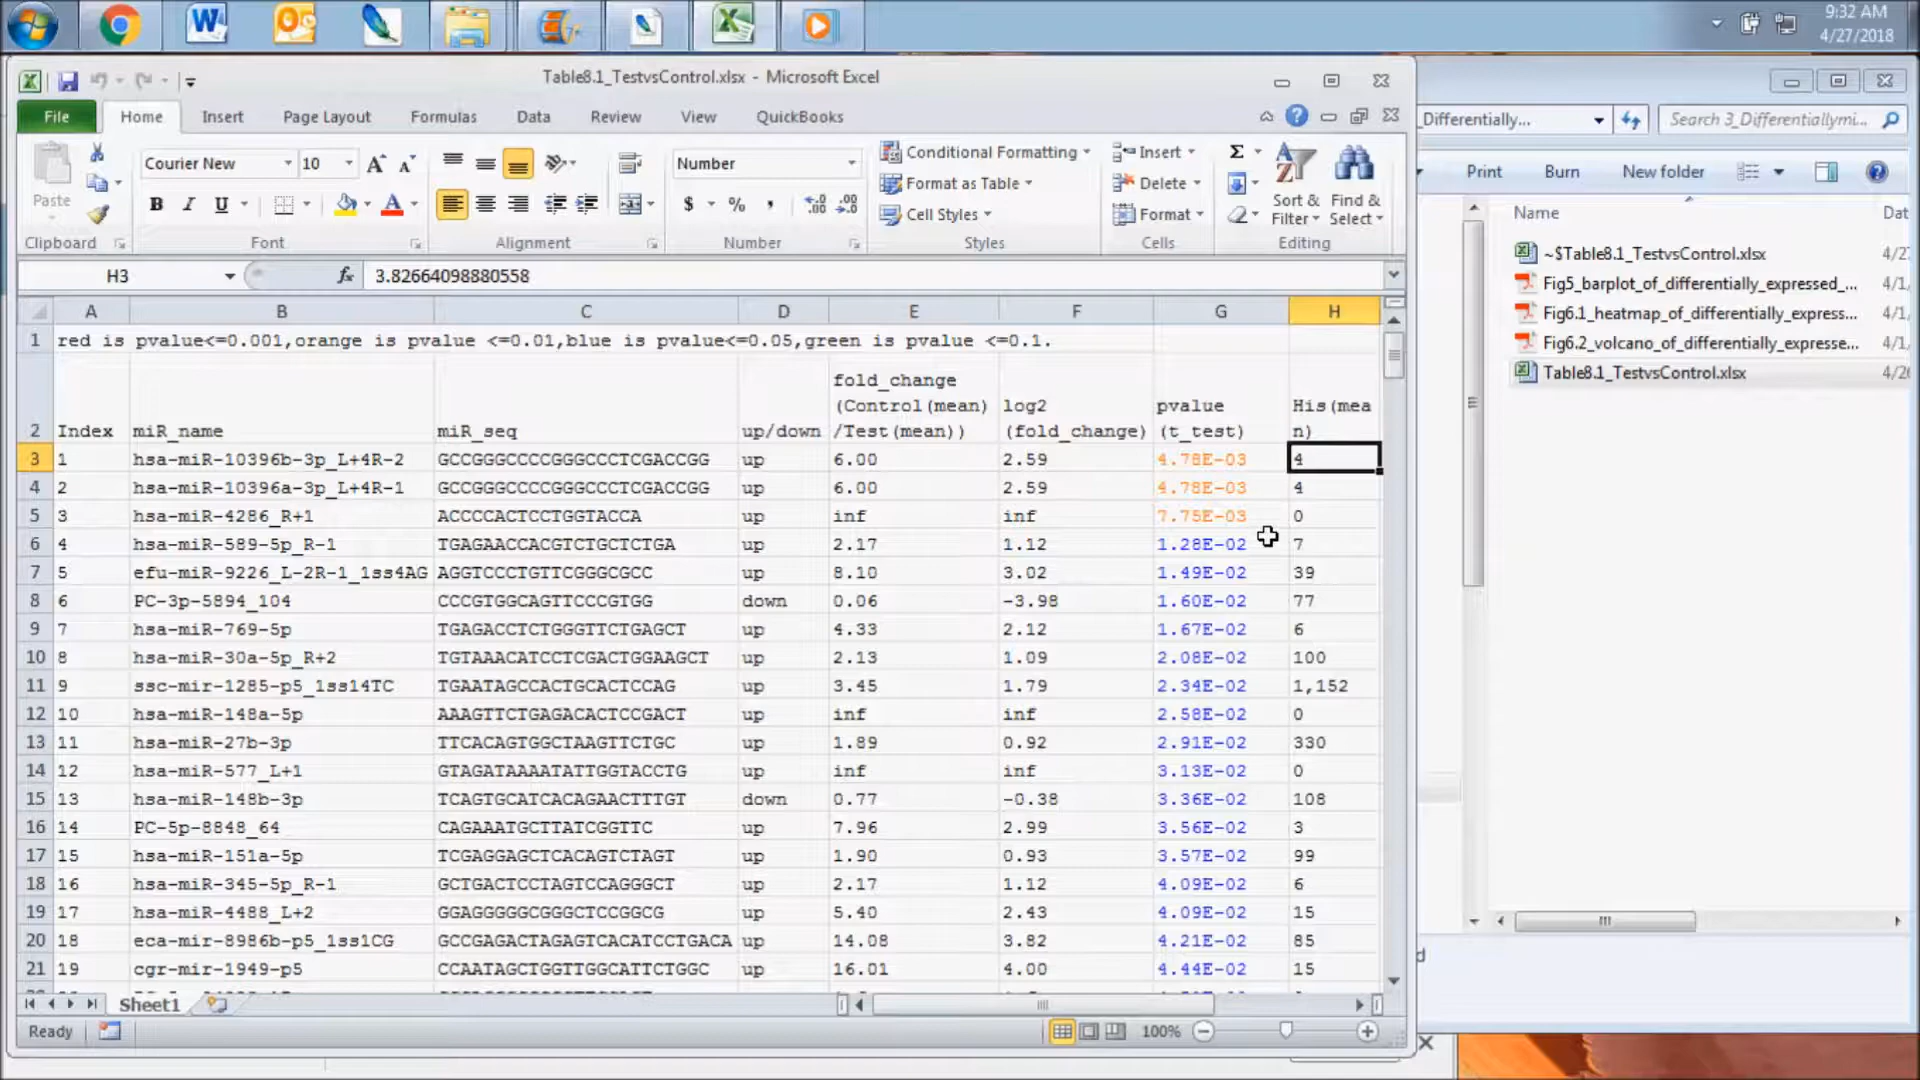 9:32 AM
4/27/2018
Table8.1_TestvsControl.xlsx - Microsoft Excel
File Home Insert Page Layout Formulas Data Review View QuickBooks
Paste
Clipboard
Courier New 10
B I U
Font
Alignment
Number
$ % ,
Number
Conditional Formatting
Format as Table
Cell Styles
Styles
Insert
Delete
Format
Cells
Sort & Filter
Find & Select
Editing
H3 fx 3.82664098880558
A B C D E F G H
1 red is pvalue<=0.001,orange is pvalue <=0.01,blue is pvalue<=0.05,green is pvalue <=0.1.
2 Index miR_name miR_seq up/down fold_change (Control(mean) /Test(mean)) log2 (fold_change) pvalue (t_test) His(mean)
3 1 hsa-miR-10396b-3p_L+4R-2 GCCGGGCCCCGGGCCCTCGACCGG up 6.00 2.59 4.78E-03 4
4 2 hsa-miR-10396a-3p_L+4R-1 GCCGGGCCCCGGGCCCTCGACCGG up 6.00 2.59 4.78E-03 4
5 3 hsa-miR-4286_R+1 ACCCCACTCCTGGTACCA up inf inf 7.75E-03 0
6 4 hsa-miR-589-5p_R-1 TGAGAACCACGTCTGCTCTGA up 2.17 1.12 1.28E-02 7
7 5 efu-miR-9226_L-2R-1_1ss4AG AGGTCCCTGTTCGGGCGCC up 8.10 3.02 1.49E-02 39
8 6 PC-3p-5894_104 CCCGTGGCAGTTCCCGTGG down 0.06 -3.98 1.60E-02 77
9 7 hsa-miR-769-5p TGAGACCTCTGGGTTCTGAGCT up 4.33 2.12 1.67E-02 6
10 8 hsa-miR-30a-5p_R+2 TGTAAACATCCTCGACTGGAAGCT up 2.13 1.09 2.08E-02 100
11 9 ssc-mir-1285-p5_1ss14TC TGAATAGCCACTGCACTCCAG up 3.45 1.79 2.34E-02 1,152
12 10 hsa-miR-148a-5p AAAGTTCTGAGACACTCCGACT up inf inf 2.58E-02 0
13 11 hsa-miR-27b-3p TTCACAGTGGCTAAGTTCTGC up 1.89 0.92 2.91E-02 330
14 12 hsa-miR-577_L+1 GTAGATAAAATATTGGTACCTG up inf inf 3.13E-02 0
15 13 hsa-miR-148b-3p TCAGTGCATCACAGAACTTTGT down 0.77 -0.38 3.36E-02 108
16 14 PC-5p-8848_64 CAGAAATGCTTATCGGTTC up 7.96 2.99 3.56E-02 3
17 15 hsa-miR-151a-5p TCGAGGAGCTCACAGTCTAGT up 1.90 0.93 3.57E-02 99
18 16 hsa-miR-345-5p_R-1 GCTGACTCCTAGTCCAGGGCT up 2.17 1.12 4.09E-02 6
19 17 hsa-miR-4488_L+2 GGAGGGGGCGGGCTCCGGCG up 5.40 2.43 4.09E-02 15
20 18 eca-mir-8986b-p5_1ss1CG GCCGAGACTAGAGTCACATCCTGACA up 14.08 3.82 4.21E-02 85
21 19 cgr-mir-1949-p5 CCAATAGCTGGTTGGCATTCTGGC up 16.01 4.00 4.44E-02 15
Sheet1
Ready 100%
_Differentially... Search 3_Differentiallymi...
Print Burn New folder
Name Dat
~$Table8.1_TestvsControl.xlsx 4/27
Fig5_barplot_of_differentially_expressed_... 4/1
Fig6.1_heatmap_of_differentially_express... 4/1
Fig6.2_volcano_of_differentially_expresse... 4/1
Table8.1_TestvsControl.xlsx 4/26
d